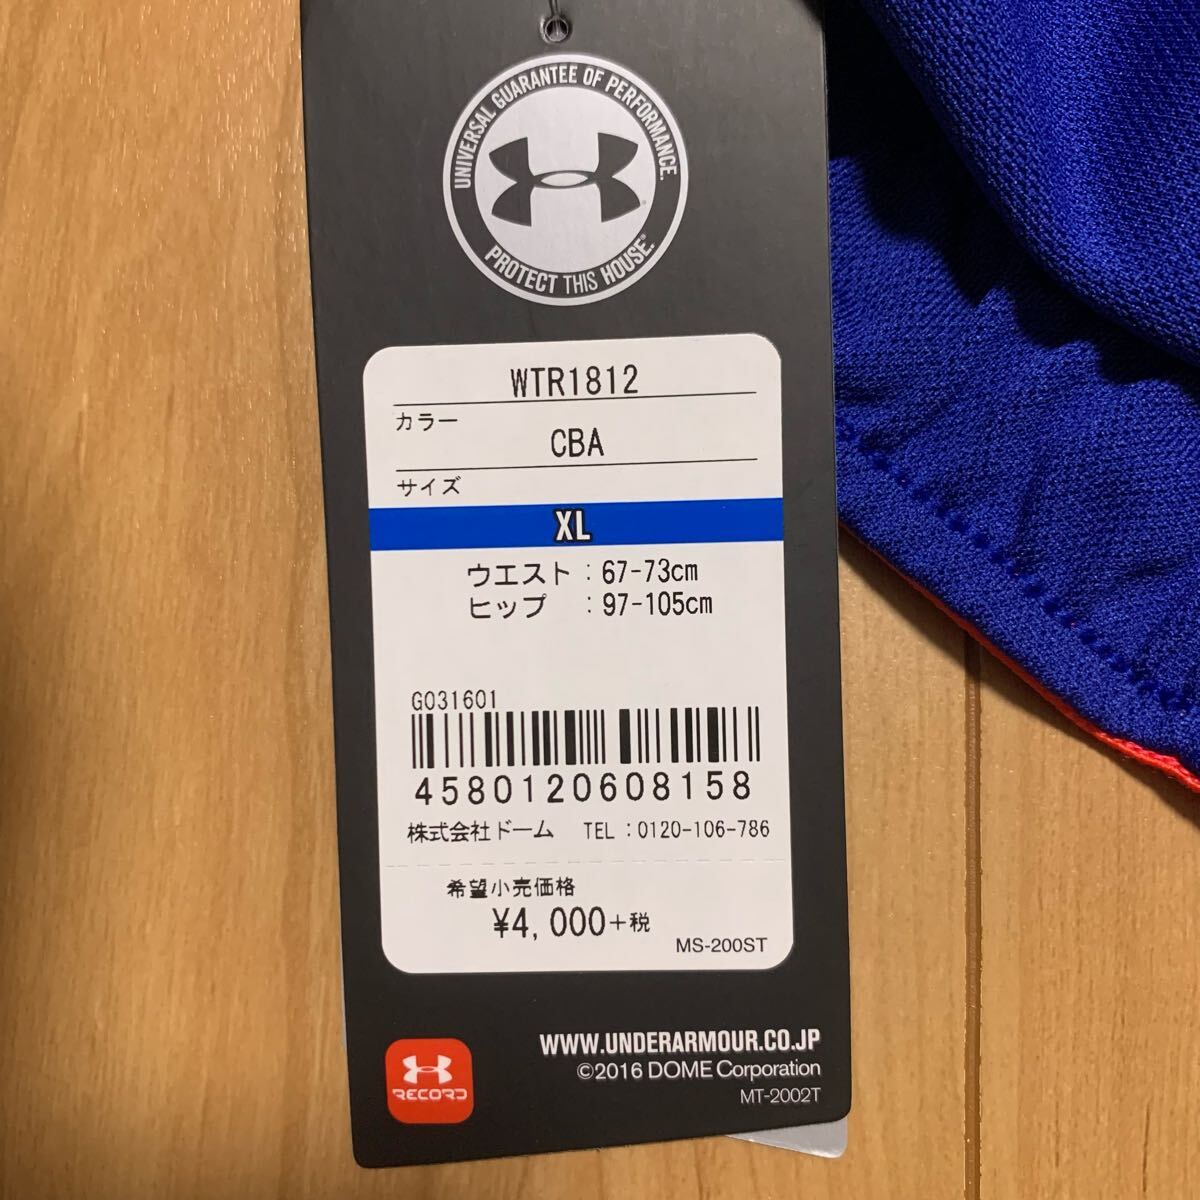 UNIVERSAL GUARANTEE OF PERFORMANCE.
PROTECT THIS HOUSE.®
WTR1812
カラー
CBA
サイズ
XL
ウエスト : 67-73cm
ヒップ : 97-105cm
G031601
4580120608158
株式会社ドーム TEL : 0120-106-786
希望小売価格
¥4,000+税
MS-200ST
WWW.UNDERARMOUR.CO.JP
©2016 DOME Corporation
MT-2002T
RECORD